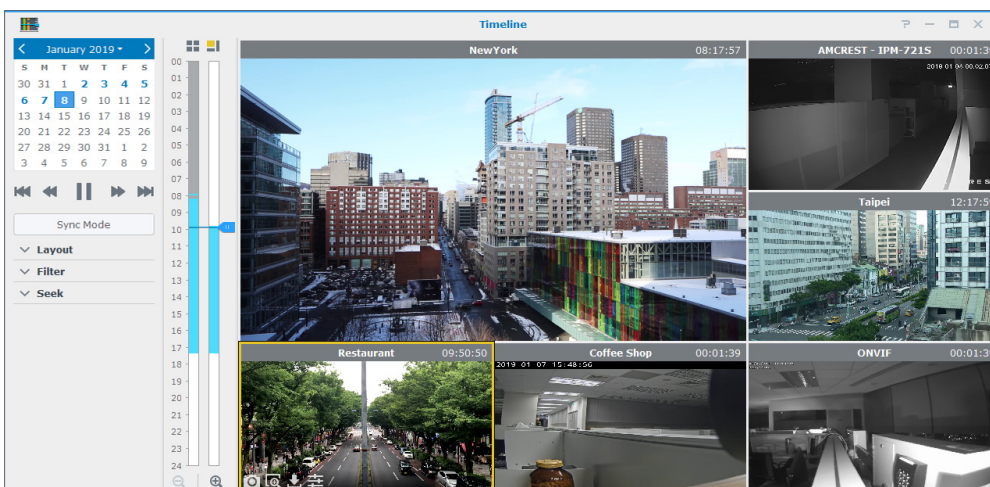 Timeline
January 2019
S M T W T F S
30 31 1 2 3 4 5
6 7 8 9 10 11 12
13 14 15 16 17 18 19
20 21 22 23 24 25 26
27 28 29 30 31 1 2
3 4 5 6 7 8 9
Sync Mode
Layout
Filter
Seek
00
01
02
03
04
05
06
07
08
09
10
11
12
13
14
15
16
17
18
19
20
21
22
23
24
NewYork 08:17:57
AMCREST - IPM-721S 00:01:39
Taipei 12:17:59
Restaurant 09:50:50
Coffee Shop 00:01:39
2019 01 07 15:48:56
ONVIF 00:01:39